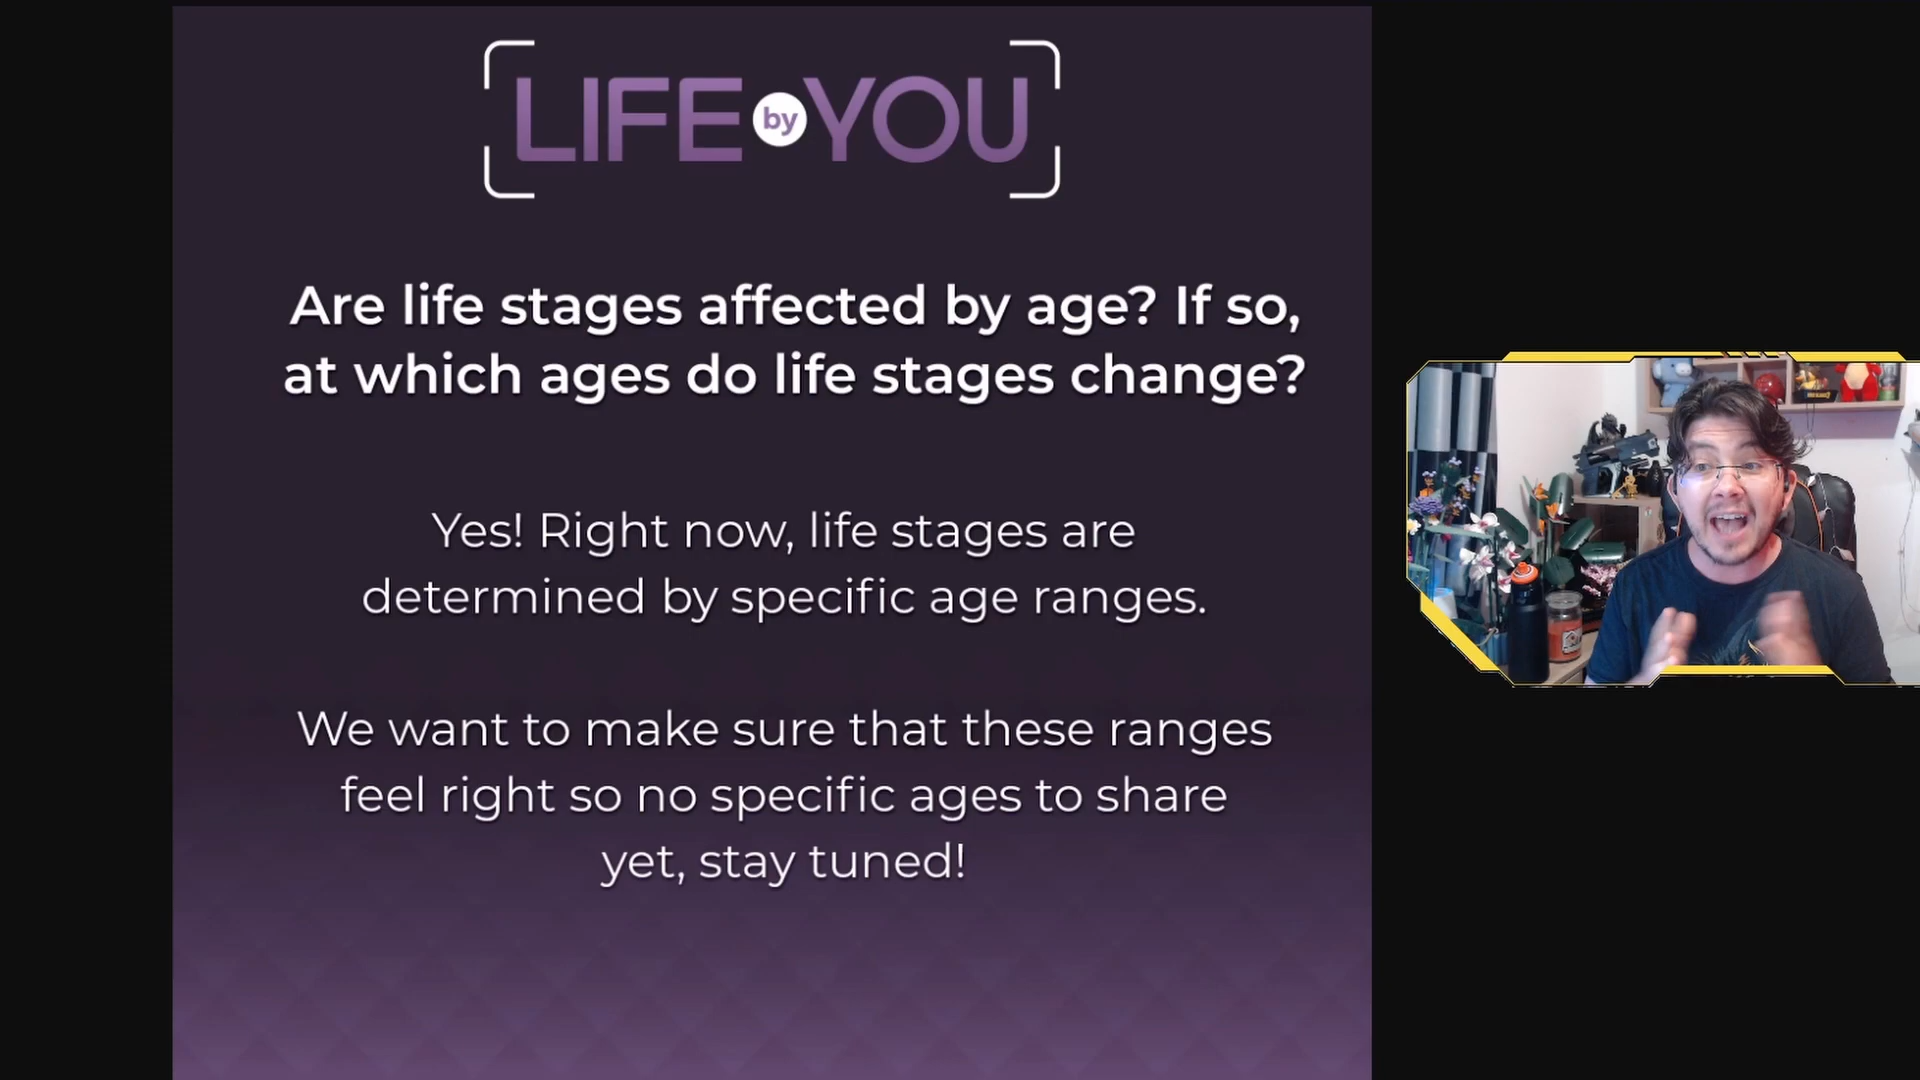 LIFE by YOU
Are life stages affected by age? If so,
at which ages do life stages change?
Yes! Right now, life stages are
determined by specific age ranges.
We want to make sure that these ranges
feel right so no specific ages to share
yet, stay tuned!